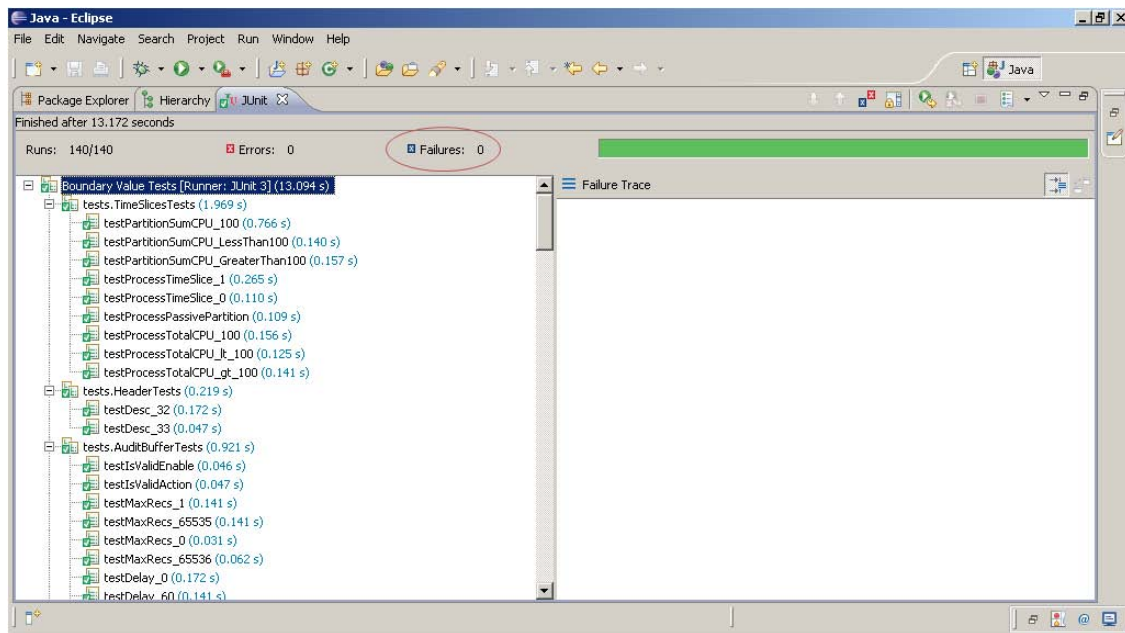 Java - Eclipse
File Edit Navigate Search Project Run Window Help
Java
Package Explorer Hierarchy JUnit
Finished after 13.172 seconds
Runs: 140/140 Errors: 0 Failures: 0
Boundary Value Tests [Runner: JUnit 3] (13.094 s)
Failure Trace
tests.TimeSlicesTests (1.969 s)
testPartitionSumCPU_100 (0.766 s)
testPartitionSumCPU_LessThan100 (0.140 s)
testPartitionSumCPU_GreaterThan100 (0.157 s)
testProcessTimeSlice_1 (0.265 s)
testProcessTimeSlice_0 (0.110 s)
testProcessPassivePartition (0.109 s)
testProcessTotalCPU_100 (0.156 s)
testProcessTotalCPU_lt_100 (0.125 s)
testProcessTotalCPU_gt_100 (0.141 s)
tests.HeaderTests (0.219 s)
testDesc_32 (0.172 s)
testDesc_33 (0.047 s)
tests.AuditBufferTests (0.921 s)
testIsValidEnable (0.046 s)
testIsValidAction (0.047 s)
testMaxRecs_1 (0.141 s)
testMaxRecs_65535 (0.141 s)
testMaxRecs_0 (0.031 s)
testMaxRecs_65536 (0.062 s)
testDelay_0 (0.172 s)
testDelay_60 (0.141 s)